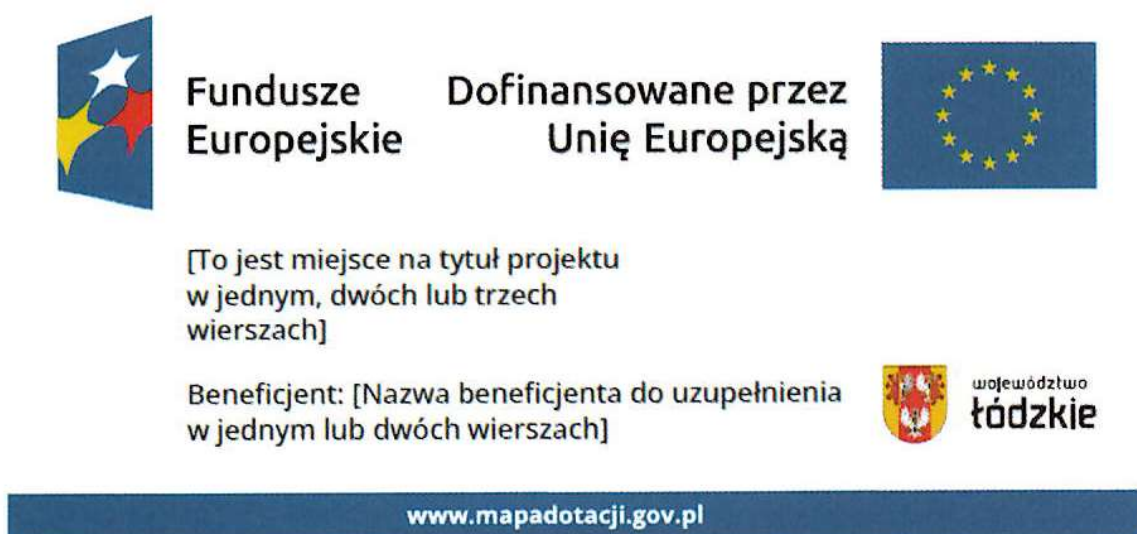 Fundusze
Europejskie
Dofinansowane przez
Unię Europejską
[To jest miejsce na tytuł projektu
w jednym, dwóch lub trzech
wierszach]
Beneficjent: [Nazwa beneficjenta do uzupełnienia
w jednym lub dwóch wierszach]
województwo
łódzkie
www.mapadotacji.gov.pl